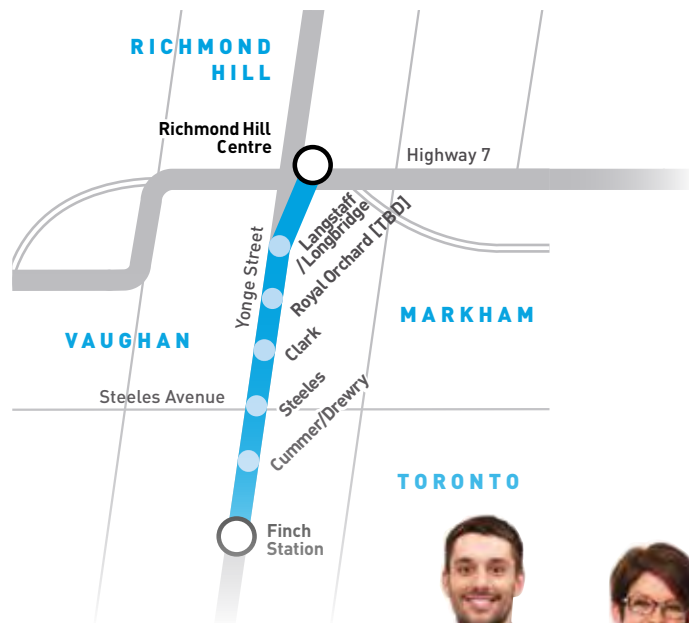 RICHMOND
HILL
Richmond Hill
Centre
Highway 7
Langstaff
/Longbridge
Royal Orchard [TBD]
Yonge Street
MARKHAM
VAUGHAN
Clark
Steeles
Steeles Avenue
Cummer/Drewry
TORONTO
Finch
Station